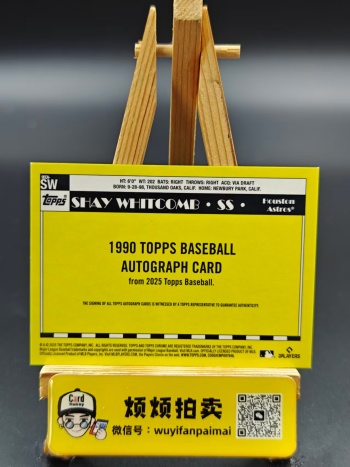 SW
HT: 6'0" WT: 202 BATS: RIGHT THROWS: RIGHT ACQ: VIA DRAFT
BORN: 9-28-98, THOUSAND OAKS, CALIF. HOME: NEWBURY PARK, CALIF.
Topps
SHAY WHITCOMB · SS ·
Houston
Astros®
1990 TOPPS BASEBALL
AUTOGRAPH CARD
from 2025 Topps Baseball.
THE SIGNING OF ALL TOPPS AUTOGRAPH CARDS IS WITNESSED BY A TOPPS REPRESENTATIVE TO GUARANTEE AUTHENTICITY.
PLAYERS
Card
Hobby
烦烦拍卖
微信号：wuyifanpaimai